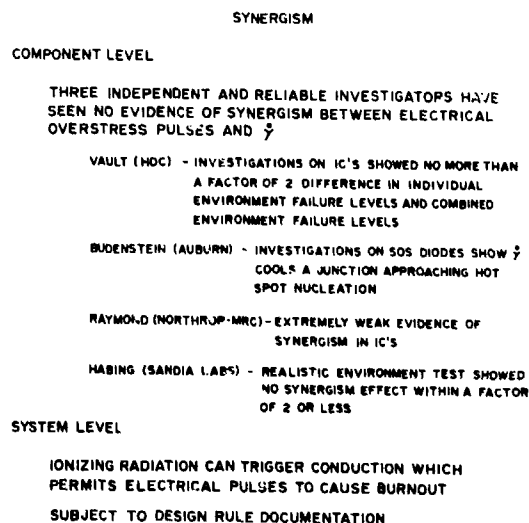 SYNERGISM
COMPONENT LEVEL
THREE INDEPENDENT AND RELIABLE INVESTIGATORS HAVE
SEEN NO EVIDENCE OF SYNERGISM BETWEEN ELECTRICAL
OVERSTRESS PULSES AND γ̇
VAULT (HDC) - INVESTIGATIONS ON IC'S SHOWED NO MORE THAN
A FACTOR OF 2 DIFFERENCE IN INDIVIDUAL
ENVIRONMENT FAILURE LEVELS AND COMBINED
ENVIRONMENT FAILURE LEVELS
BUDENSTEIN (AUBURN) - INVESTIGATIONS ON SOS DIODES SHOW γ̇
COOLS A JUNCTION APPROACHING HOT
SPOT NUCLEATION
RAYMOND (NORTHROP-MRC) - EXTREMELY WEAK EVIDENCE OF
SYNERGISM IN IC'S
HABING (SANDIA LABS) - REALISTIC ENVIRONMENT TEST SHOWED
NO SYNERGISM EFFECT WITHIN A FACTOR
OF 2 OR LESS
SYSTEM LEVEL
IONIZING RADIATION CAN TRIGGER CONDUCTION WHICH
PERMITS ELECTRICAL PULSES TO CAUSE BURNOUT
SUBJECT TO DESIGN RULE DOCUMENTATION